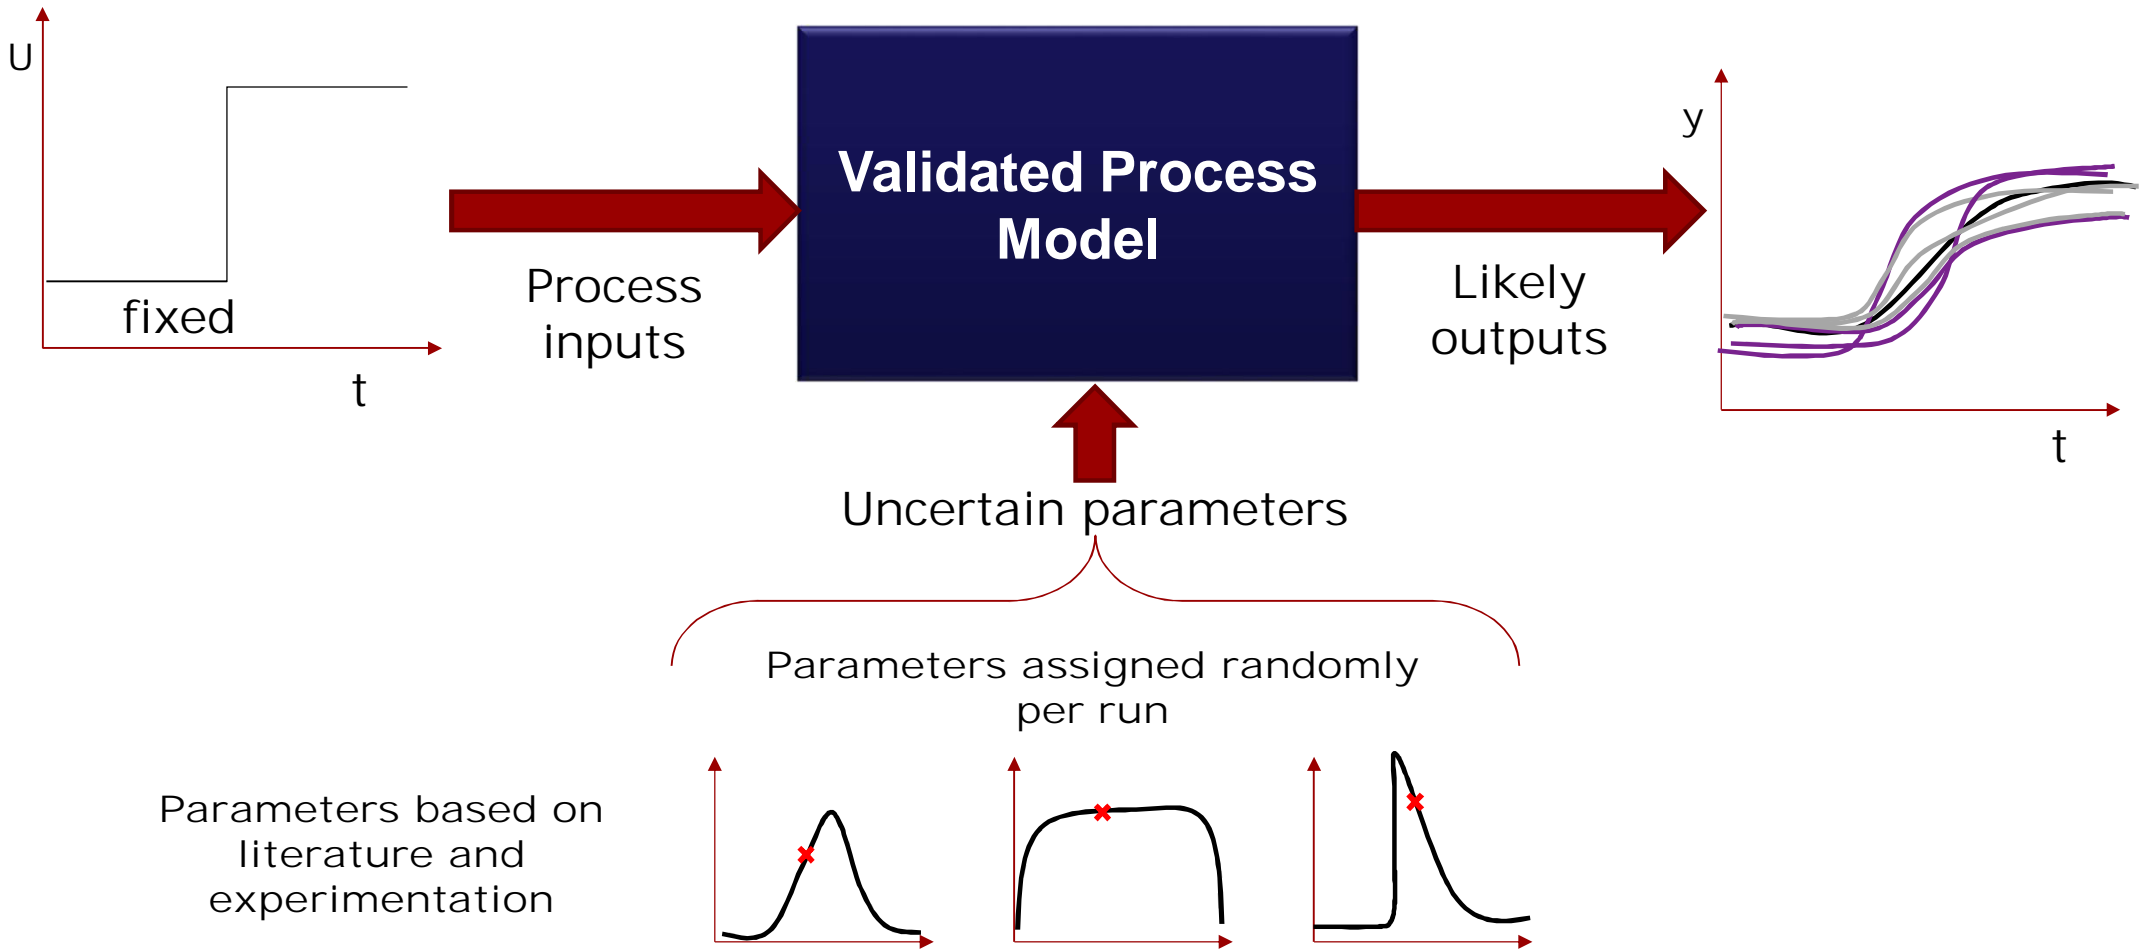 U
fixed
t
Process
inputs
Validated Process
Model
Likely
outputs
y
t
Uncertain parameters
Parameters assigned randomly
per run
Parameters based on
literature and
experimentation